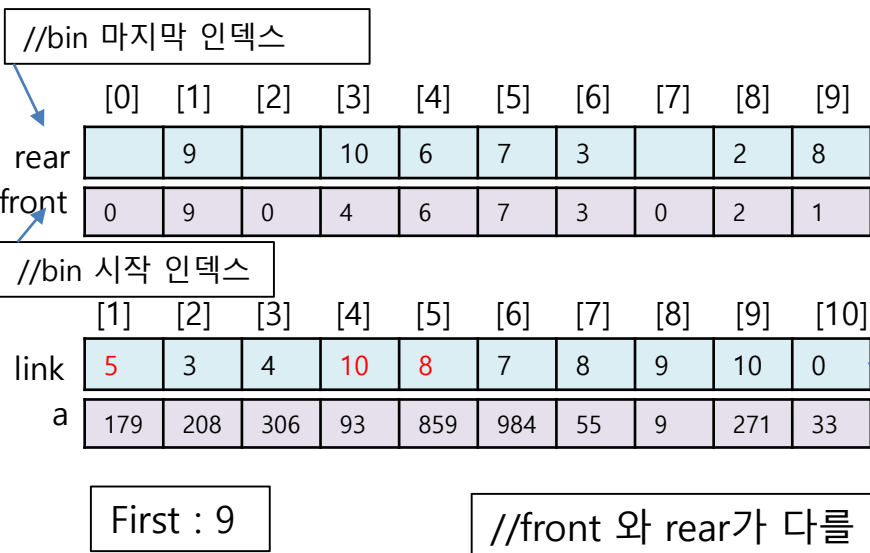 //bin 마지막 인덱스
[0] [1] [2] [3] [4] [5] [6] [7] [8] [9]
rear 9 10 6 7 3 2 8
front 0 9 0 4 6 7 3 0 2 1
//bin 시작 인덱스
[1] [2] [3] [4] [5] [6] [7] [8] [9] [10]
link 5 3 4 10 8 7 8 9 10 0
a 179 208 306 93 859 984 55 9 271 33
First : 9
//front 와 rear가 다를